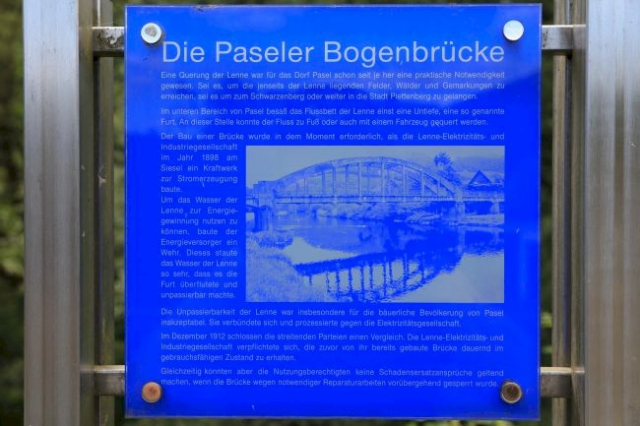 Die Paseler Bogenbrücke
Eine Querung der Lenne war für das Dorf Pasel schon seit je her eine praktische Notwendigkeit
gewesen. Sei es, um die jenseits der Lenne liegenden Felder, Wälder und Gemarkungen zu
erreichen, sei es um zum Schwarzenberg oder weiter in die Stadt Plettenberg zu gelangen.
Im unteren Bereich von Pasel besaß das Flussbett der Lenne einst eine Untiefe, eine so genannte
Furt. An dieser Stelle konnte der Fluss zu Fuß oder auch mit einem Fahrzeug gequert werden.
Der Bau einer Brücke wurde in dem Moment erforderlich, als die Lenne-Elektrizitäts- und
Industriegesellschaft
im Jahr 1898 am
Siesel ein Kraftwerk
zur Stromerzeugung
baute.
Um das Wasser der
Lenne zur Energie-
gewinnung nutzen zu
können, baute der
Energieversorger ein
Wehr. Dieses staute
das Wasser der Lenne
so sehr, dass es die
Furt überflutete und
unpassierbar machte.
Die Unpassierbarkeit der Lenne war insbesondere für die bäuerliche Bevölkerung von Pasel
inakzeptabel. Sie verbündete sich und prozessierte gegen die Elektrizitätsgesellschaft.
Im Dezember 1912 schlossen die streitenden Parteien einen Vergleich. Die Lenne-Elektrizitäts- und
Industriegesellschaft verpflichtete sich, die zuvor von ihr bereits gebaute Brücke dauernd im
gebrauchsfähigen Zustand zu erhalten.
Gleichzeitig konnten aber die Nutzungsberechtigten keine Schadensersatzansprüche geltend
machen, wenn die Brücke wegen notwendiger Reparaturarbeiten vorübergehend gesperrt wurde.